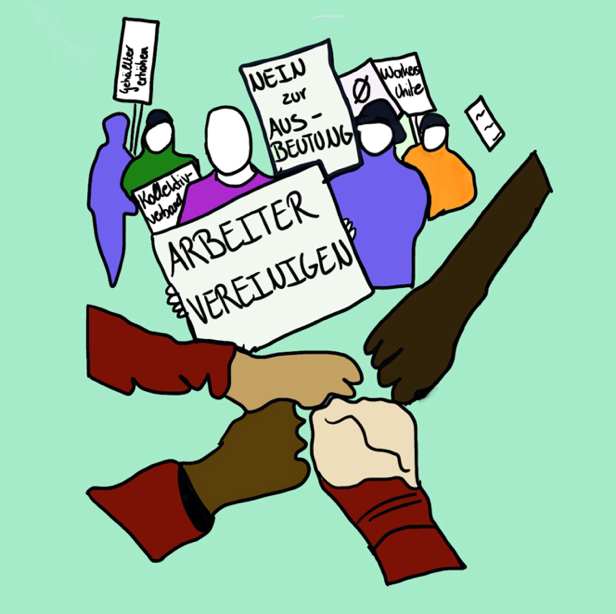 Gehälter
erhöhen
NEIN
zur
AUS-
BEUTUNG
Ø
Workers
Unite
~
~
Kollektiv-
verband
ARBEITER
VEREINIGEN